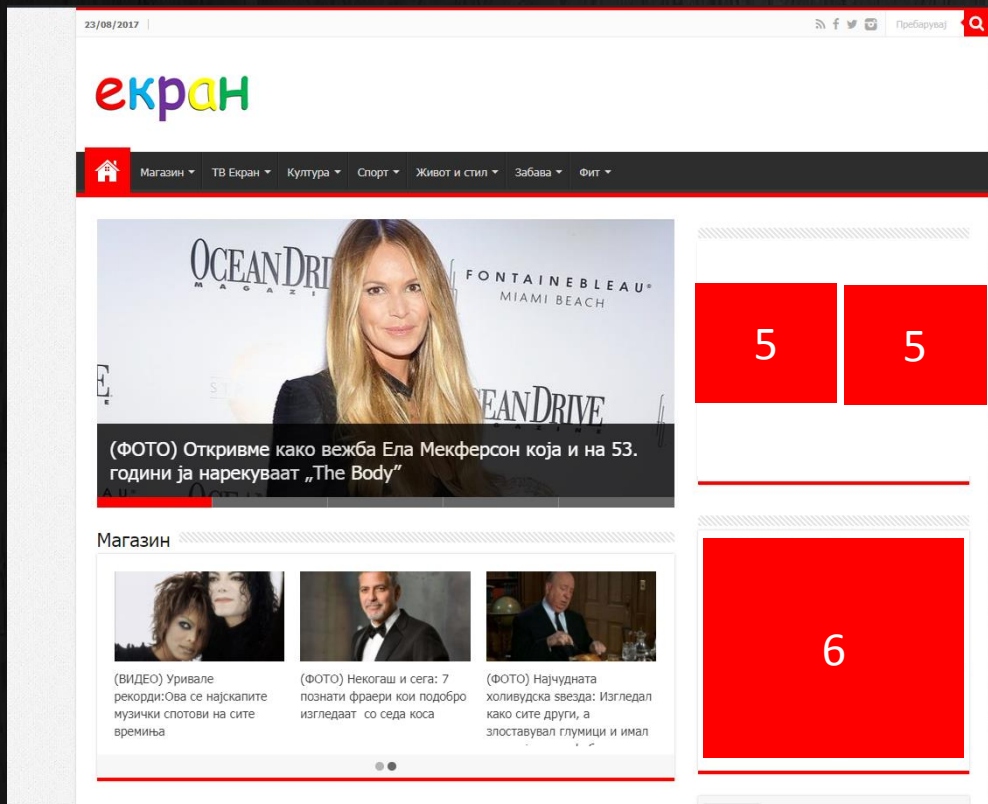 23/08/2017
Пребарувај
екран
Магазин
ТВ Екран
Култура
Спорт
Живот и стил
Забава
Фит
OCEAN DRI
MAGAZI
FONTAINEBLEAU
MIAMI BEACH
EAN DRIVE
(ФОТО) Откривме како вежба Ела Мекферсон која и на 53.
години ја нарекуваат „The Body”
5
5
Магазин
6
(ВИДЕО) Уривале
рекорди:Ова се најскапите
музички спотови на сите
времиња
(ФОТО) Некогаш и сега: 7
познати фраери кои подобро
изгледаат со седа коса
(ФОТО) Најчудната
холивудска ѕвезда: Изгледал
како сите други, а
злоставувал глумици и имал